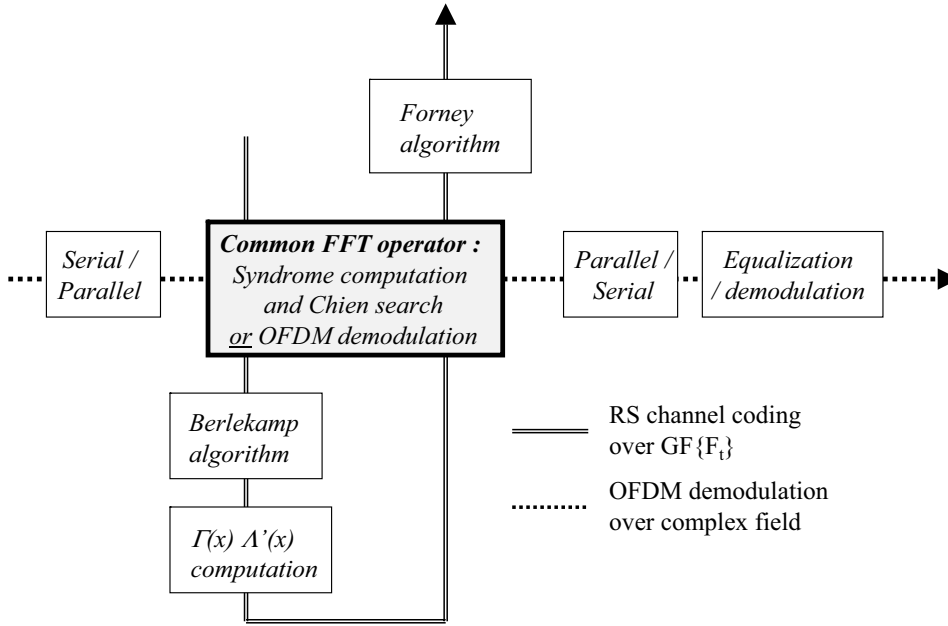 Forney
algorithm
Serial /
Parallel
Common FFT operator :
Syndrome computation
and Chien search
or OFDM demodulation
Parallel /
Serial
Equalization
/ demodulation
Berlekamp
algorithm
Γ(x) Λ’(x)
computation
RS channel coding
over GF{Fₜ}
OFDM demodulation
over complex field